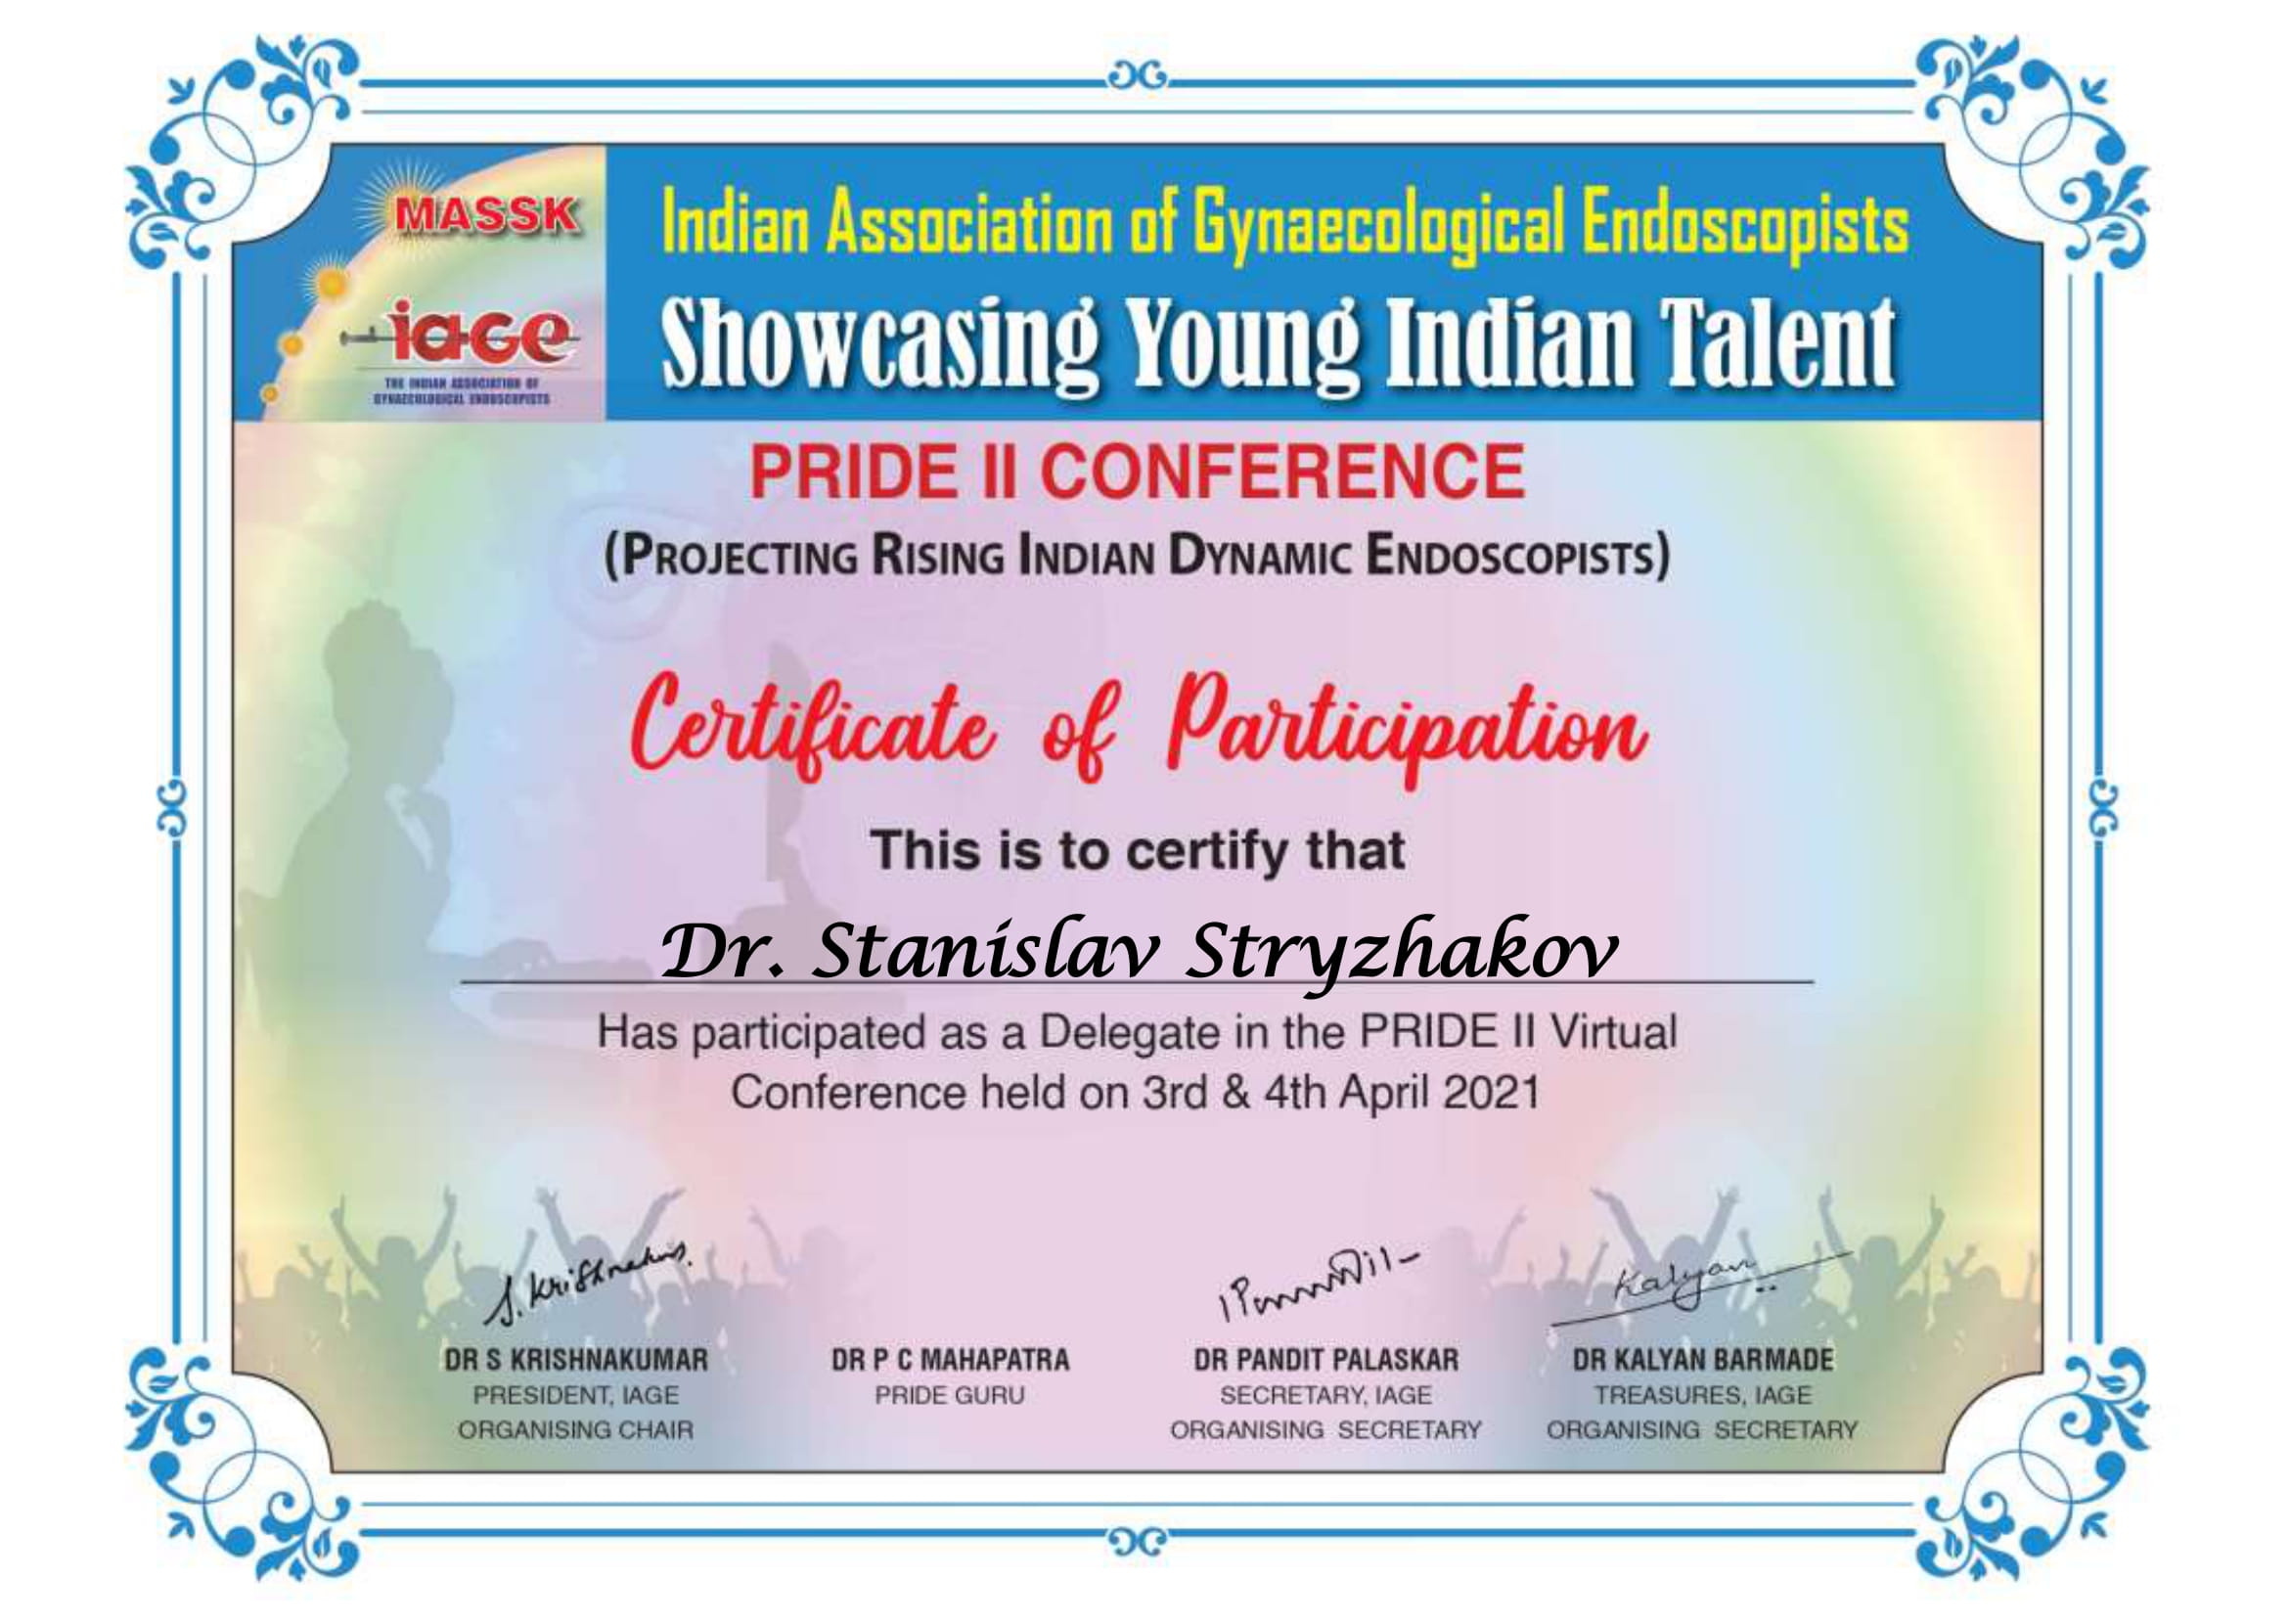 MASSK
iage
THE INDIAN ASSOCIATION OF
GYNAECOLOGICAL ENDOSCOPISTS
Indian Association of Gynaecological Endoscopists
Showcasing Young Indian Talent
PRIDE II CONFERENCE
(PROJECTING RISING INDIAN DYNAMIC ENDOSCOPISTS)
Certificate of Participation
This is to certify that
Dr. Stanislav Stryzhakov
Has participated as a Delegate in the PRIDE II Virtual
Conference held on 3rd & 4th April 2021
S. Krishnakumar
Kalyan
DR S KRISHNAKUMAR
PRESIDENT, IAGE
ORGANISING CHAIR
DR P C MAHAPATRA
PRIDE GURU
DR PANDIT PALASKAR
SECRETARY, IAGE
ORGANISING SECRETARY
DR KALYAN BARMADE
TREASURES, IAGE
ORGANISING SECRETARY